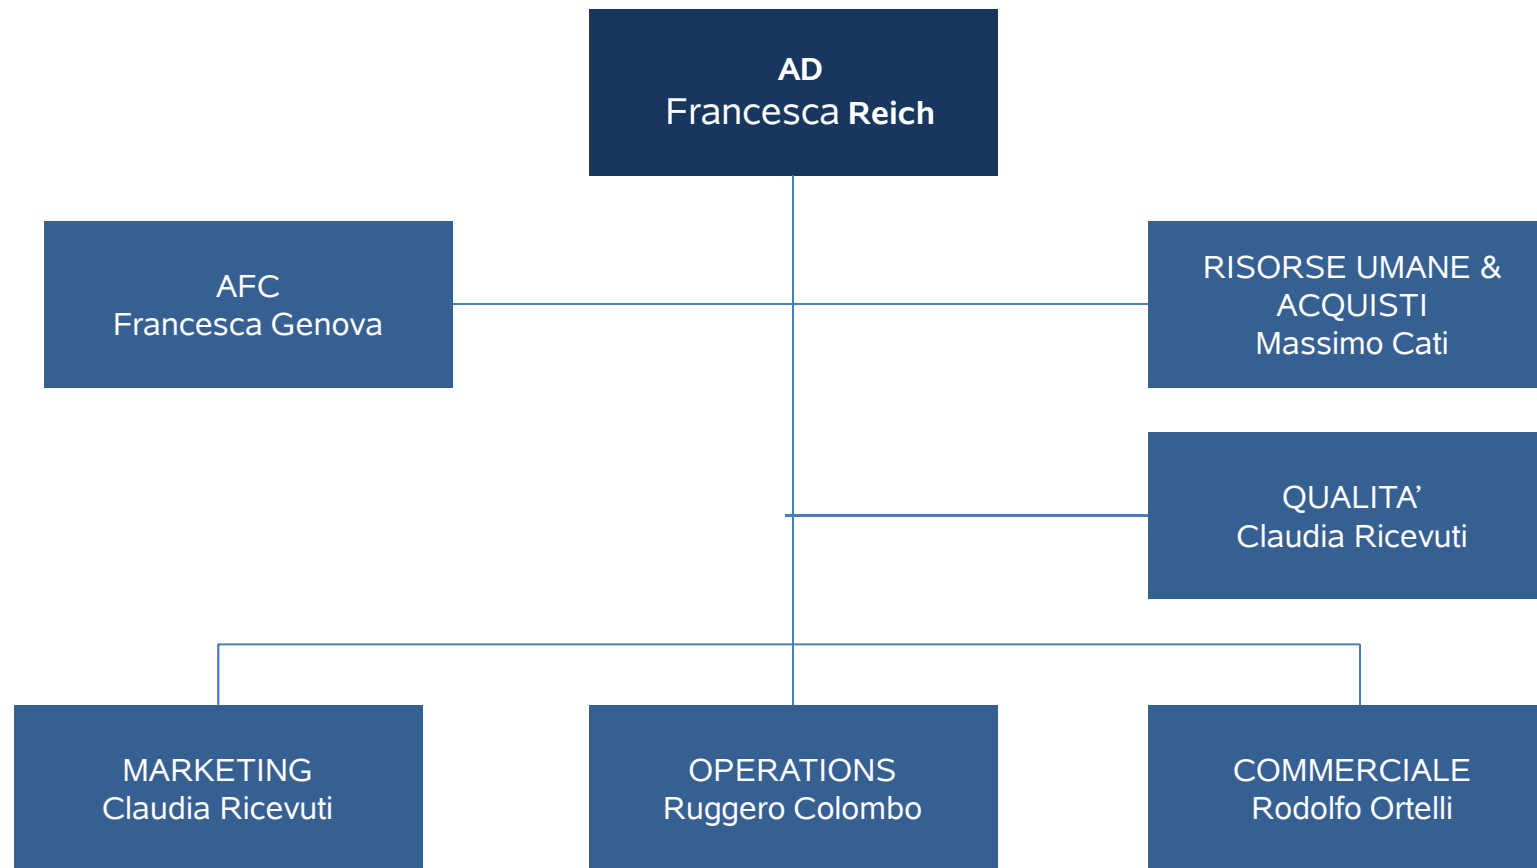 AD
Francesca Reich
AFC
Francesca Genova
RISORSE UMANE &
ACQUISTI
Massimo Cati
QUALITA’
Claudia Ricevuti
MARKETING
Claudia Ricevuti
OPERATIONS
Ruggero Colombo
COMMERCIALE
Rodolfo Ortelli